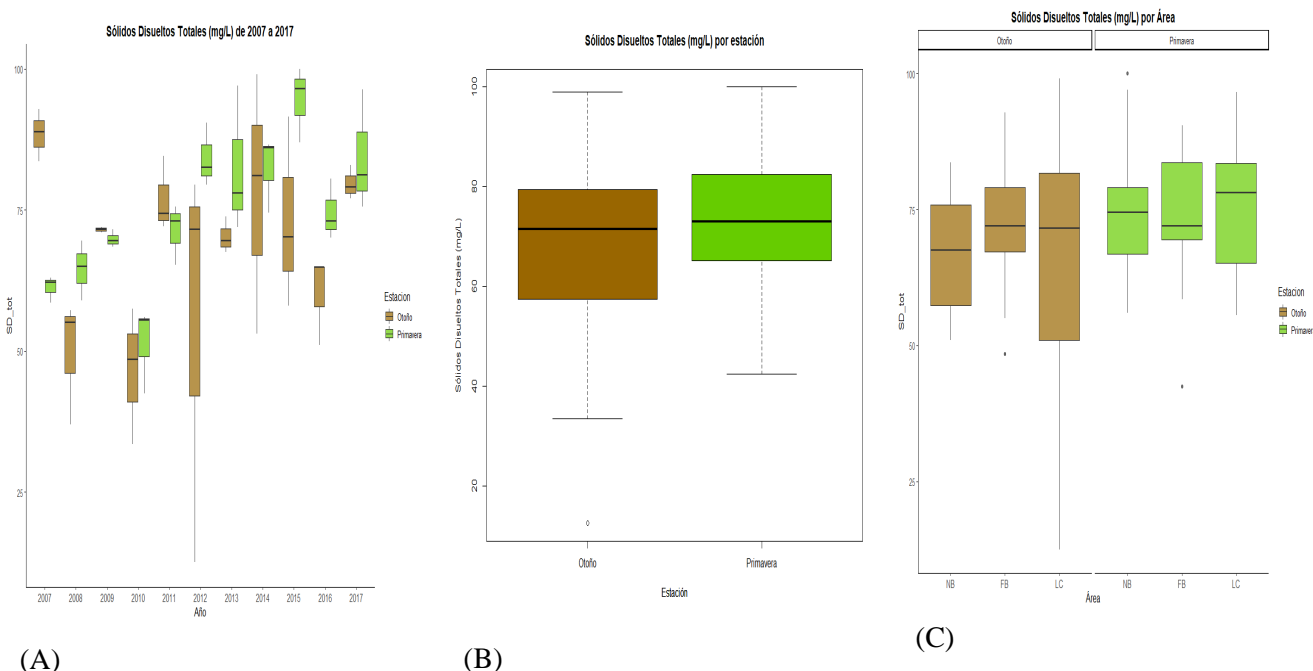 Sólidos Disueltos Totales (mg/L) de 2007 a 2017
SD_tot
100
75
50
25
2007 2008 2009 2010 2011 2012 2013 2014 2015 2016 2017
Año
Estacion
Otoño
Primavera
(A)
Sólidos Disueltos Totales (mg/L) por estación
Sólidos Disueltos Totales (mg/L)
100
80
60
40
20
Otoño Primavera
Estación
(B)
Sólidos Disueltos Totales (mg/L) por Área
Otoño Primavera
SD_tot
100
75
50
25
NB FB LC NB FB LC
Área
Estacion
Otoño
Primaver
(C)